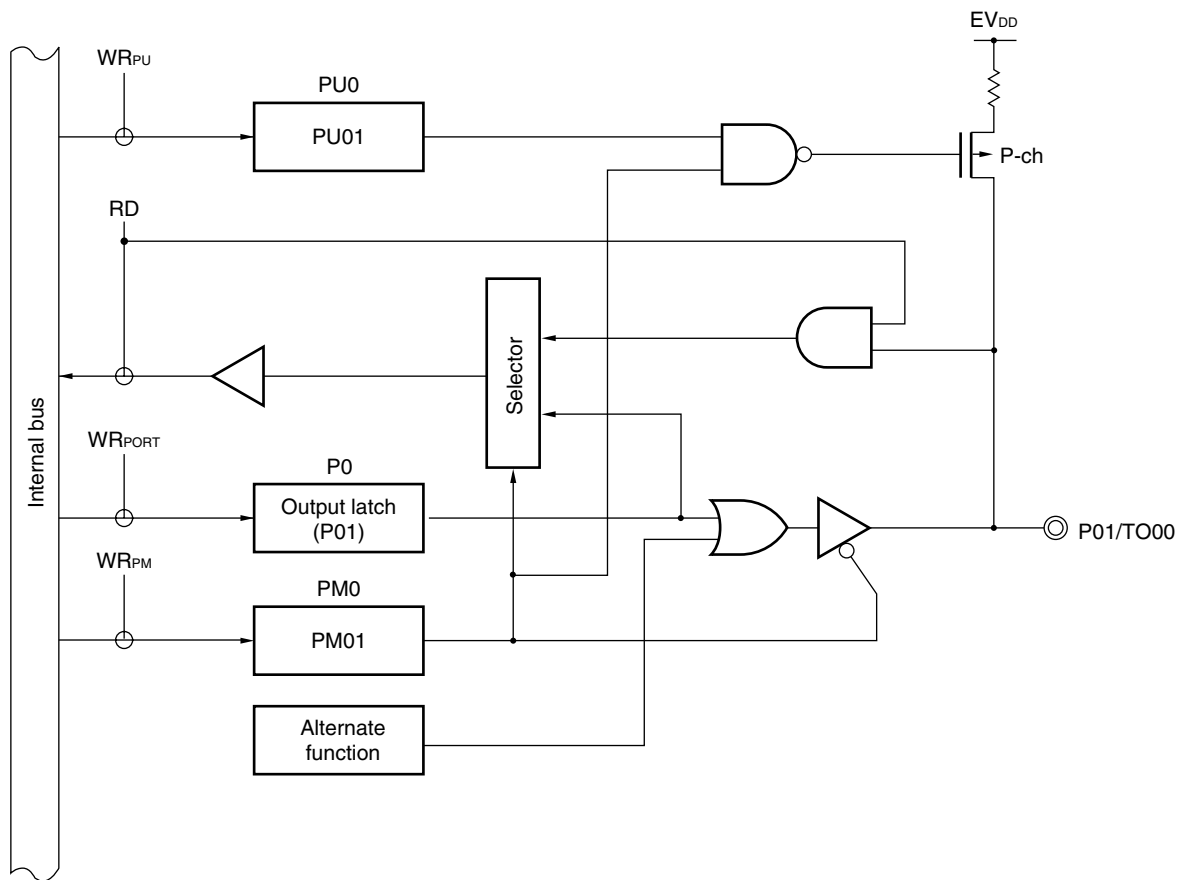 EVDD
WRPU
PU0
PU01
P-ch
RD
Selector
Internal bus
WRPORT
P0
Output latch
(P01)
P01/TO00
WRPM
PM0
PM01
Alternate
function